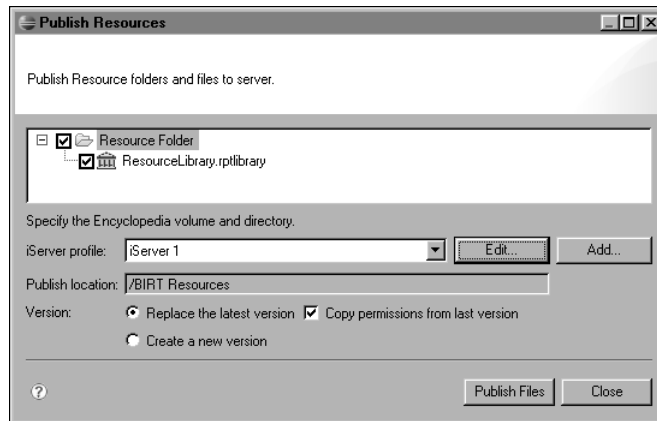 Publish Resources
Publish Resource folders and files to server.
Resource Folder
ResourceLibrary.rptlibrary
Specify the Encyclopedia volume and directory.
iServer profile: iServer 1 Edit... Add...
Publish location: /BIRT Resources
Version: Replace the latest version Copy permissions from last version
Create a new version
? Publish Files Close